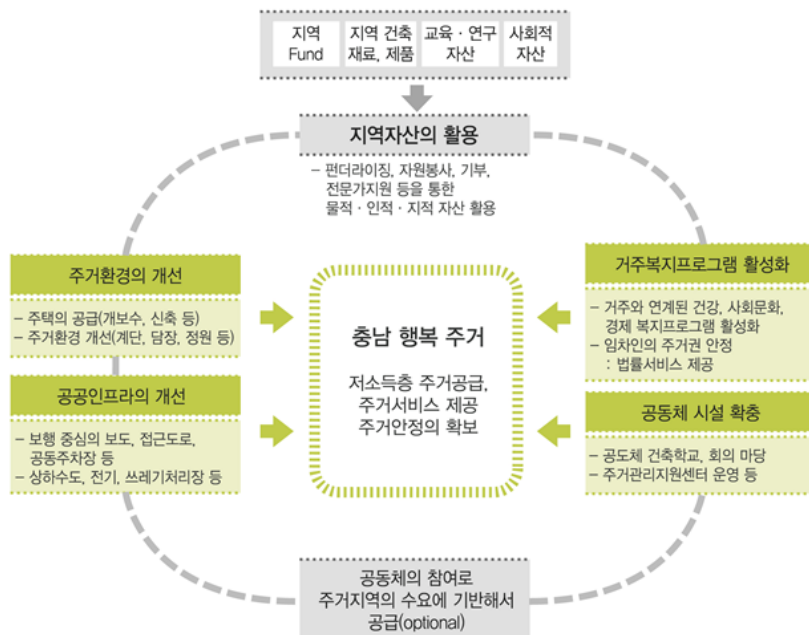 지역
Fund
지역 건축
재료, 제품
교육 · 연구
자산
사회적
자산
지역자산의 활용
– 펀더라이징, 자원봉사, 기부,
전문가지원 등을 통한
물적 · 인적 · 지적 자산 활용
주거환경의 개선
– 주택의 공급(개보수, 신축 등)
– 주거환경 개선(계단, 담장, 정원 등)
공공인프라의 개선
– 보행 중심의 보도, 접근도로,
공동주차장 등
– 상하수도, 전기, 쓰레기처리장 등
충남 행복 주거
저소득층 주거공급,
주거서비스 제공
주거안정의 확보
거주복지프로그램 활성화
– 거주와 연계된 건강, 사회문화,
경제 복지프로그램 활성화
– 임차인의 주거권 안정
: 법률서비스 제공
공동체 시설 확충
– 공도체 건축학교, 회의 마당
– 주거관리지원센터 운영 등
공동체의 참여로
주거지역의 수요에 기반해서
공급(optional)